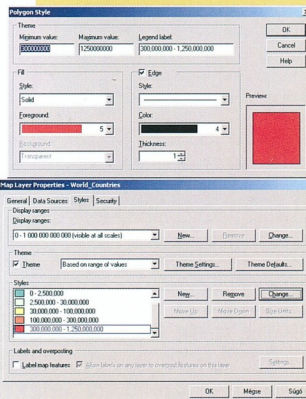 Polygon Style
Theme
Minimum value:
Maximum value:
Legend label:
300000000
1250000000
300,000,000 - 1,250,000,000
OK
Cancel
Help
Fill
Style:
Solid
Foreground:
5
Background:
Transparent
Edge
Style:
Color:
4
Thickness:
1
Preview:
Map Layer Properties - World_Countries
General Data Sources Styles Security
Display ranges
Display ranges:
0 - 1 000 000 000 000 (visible at all scales)
New...
Remove
Change...
Theme
Theme
Based on range of values
Theme Settings...
Theme Defaults...
Styles
0 - 2,500,000
2,500,000 - 30,000,000
30,000,000 - 100,000,000
100,000,000 - 300,000,000
300,000,000 - 1,250,000,000
New...
Remove
Change...
Move Up
Move Down
Size Units
Labels and overposting
Label map features
Allow labels on any layer to overpost features on this layer
Settings
OK
Mégse
Súgó